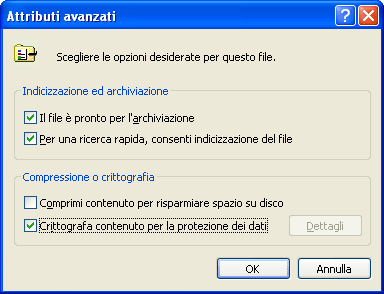 Attributi avanzati
Scegliere le opzioni desiderate per questo file.
Indicizzazione ed archiviazione
Il file è pronto per l'archiviazione
Per una ricerca rapida, consenti indicizzazione del file
Compressione o crittografia
Comprimi contenuto per risparmiare spazio su disco
Crittografa contenuto per la protezione dei dati
Dettagli
OK
Annulla